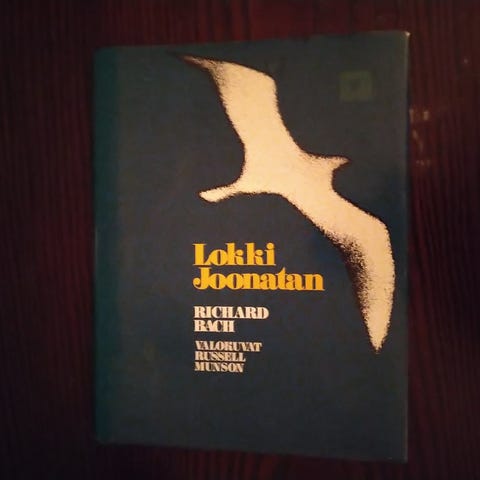 Lokki
Joonatan
RICHARD
BACH
VALOKUVAT
RUSSELL
MUNSON